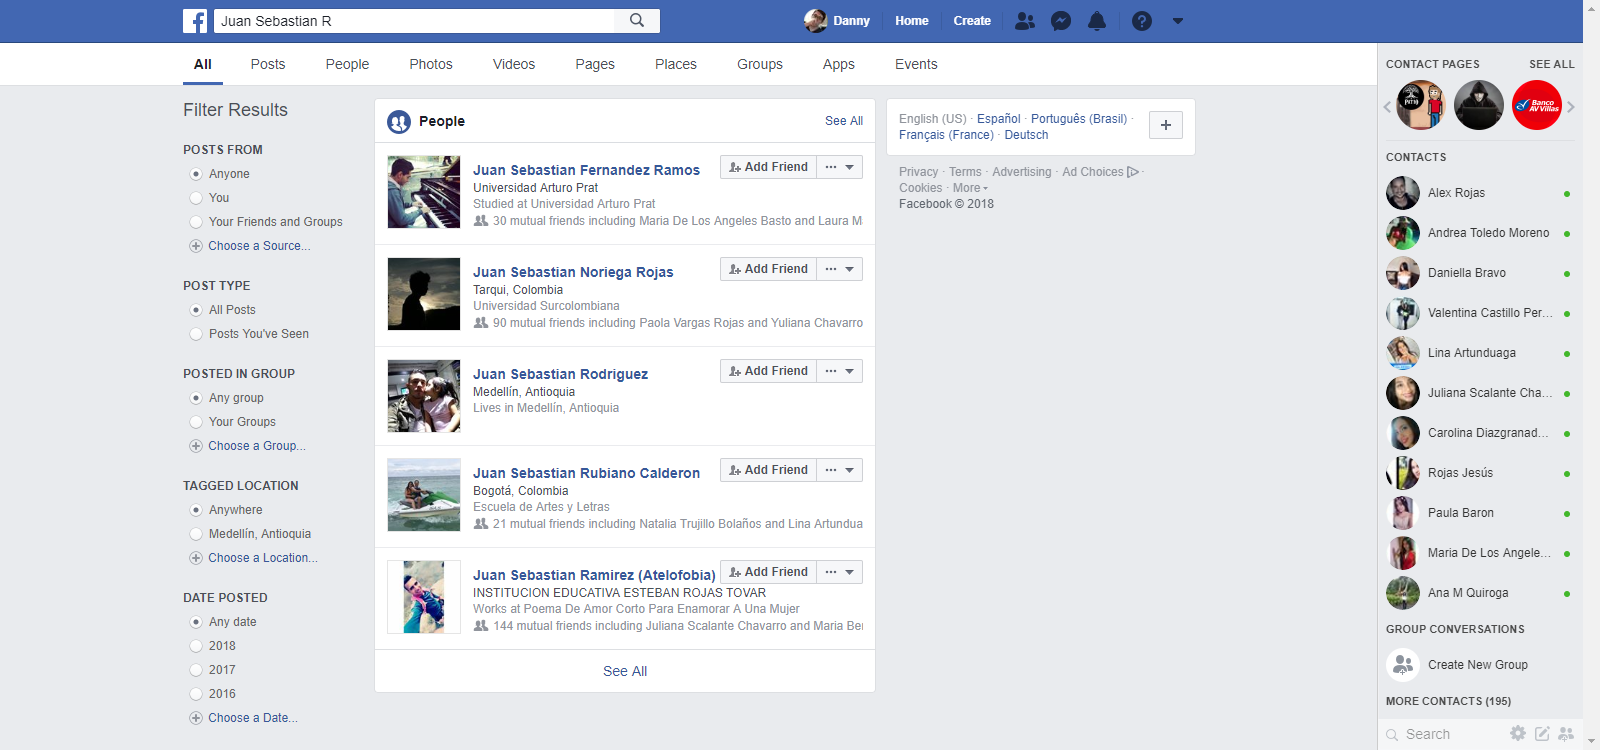 Juan Sebastian R
Danny
Home
Create
All
Posts
People
Photos
Videos
Pages
Places
Groups
Apps
Events
Filter Results
POSTS FROM
Anyone
You
Your Friends and Groups
Choose a Source...
POST TYPE
All Posts
Posts You've Seen
POSTED IN GROUP
Any group
Your Groups
Choose a Group...
TAGGED LOCATION
Anywhere
Medellín, Antioquia
Choose a Location...
DATE POSTED
Any date
2018
2017
2016
Choose a Date...
People
See All
Juan Sebastian Fernandez Ramos
Add Friend
Universidad Arturo Prat
Studied at Universidad Arturo Prat
30 mutual friends including Maria De Los Angeles Basto and Laura M
Juan Sebastian Noriega Rojas
Add Friend
Tarqui, Colombia
Universidad Surcolombiana
90 mutual friends including Paola Vargas Rojas and Yuliana Chavarro
Juan Sebastian Rodriguez
Add Friend
Medellín, Antioquia
Lives in Medellín, Antioquia
Juan Sebastian Rubiano Calderon
Add Friend
Bogotá, Colombia
Escuela de Artes y Letras
21 mutual friends including Natalia Trujillo Bolaños and Lina Artundua
Juan Sebastian Ramirez (Atelofobia)
Add Friend
INSTITUCION EDUCATIVA ESTEBAN ROJAS TOVAR
Works at Poema De Amor Corto Para Enamorar A Una Mujer
144 mutual friends including Juliana Scalante Chavarro and Maria Ber
See All
English (US) · Español · Português (Brasil) ·
Français (France) · Deutsch
Privacy · Terms · Advertising · Ad Choices ·
Cookies · More
Facebook © 2018
CONTACT PAGES
SEE ALL
Banco
AV Villas
CONTACTS
Alex Rojas
Andrea Toledo Moreno
Daniella Bravo
Valentina Castillo Per...
Lina Artunduaga
Juliana Scalante Cha...
Carolina Diazgranad...
Rojas Jesús
Paula Baron
Maria De Los Angele...
Ana M Quiroga
GROUP CONVERSATIONS
Create New Group
MORE CONTACTS (195)
Search